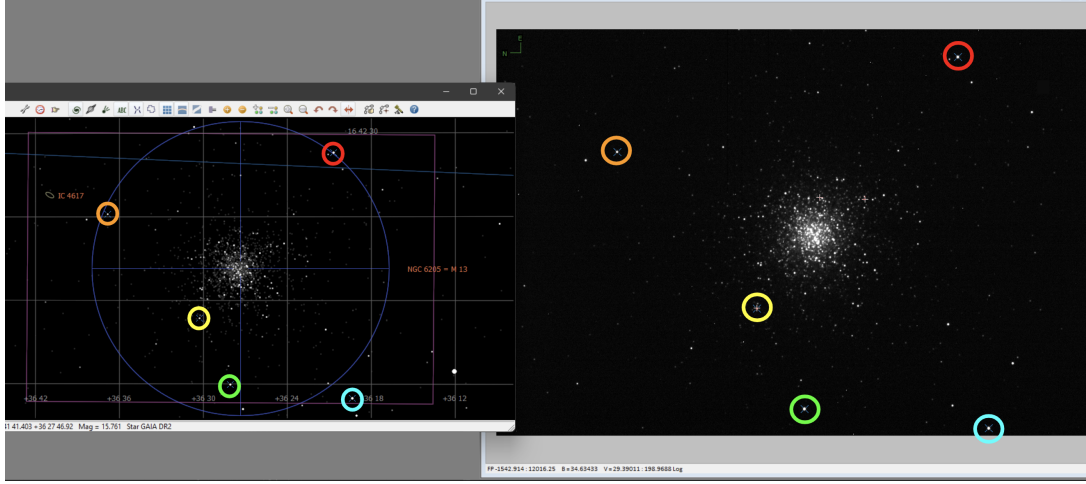 E
N
ABC
-16 42 30
IC 4617
NGC 6205 = M 13
+36 42
+36 36
+36 30
+36 24
+36 18
+36 12
41 41.403 +36 27 46.92 Mag = 15.761 Star GAIA DR2
FP -1542.914 : 12016.25 B = 34.63433 V = 29.39011 : 198.9688 Log